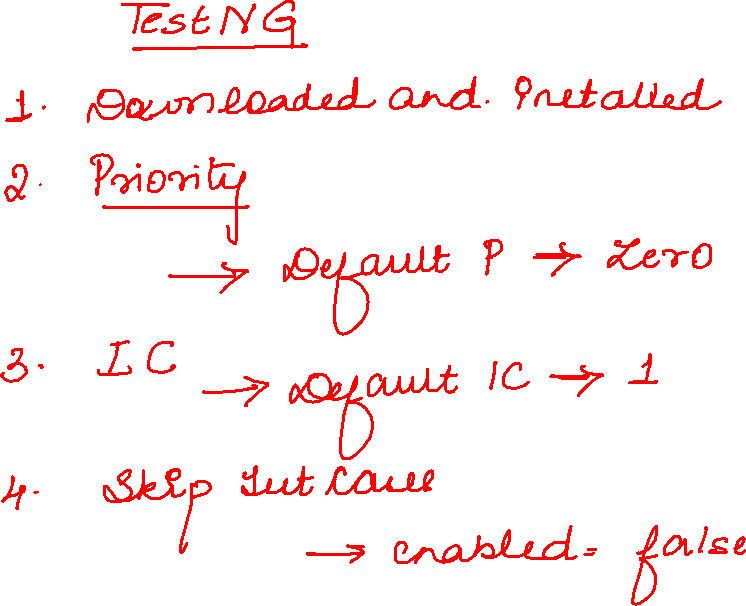 TestNG
1. Downloaded and. Installed
2. Priority
→ Default P → Zero
3. IC → Default IC → 1
4. Skip Test Cases
→ enabled = false